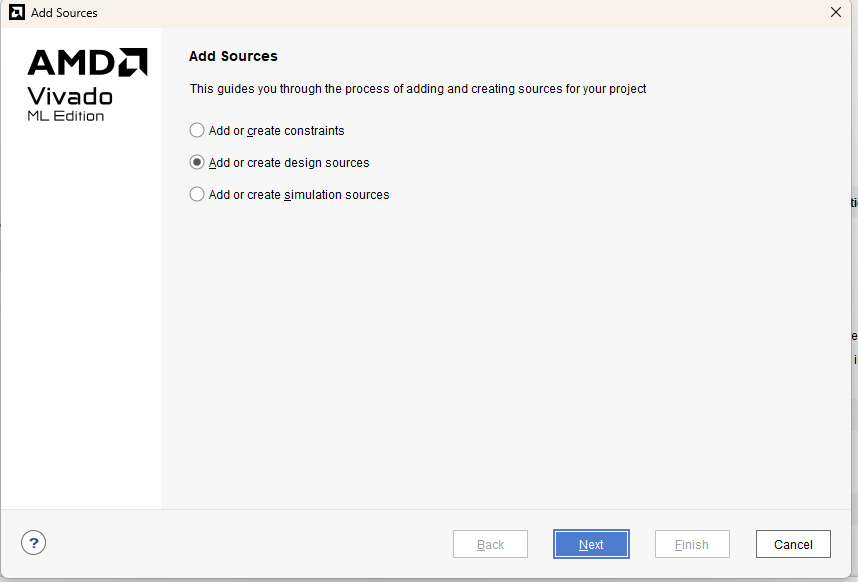 Add Sources
AMD
Vivado
ML Edition
Add Sources
This guides you through the process of adding and creating sources for your project
Add or create constraints
Add or create design sources
Add or create simulation sources
?
Back
Next
Finish
Cancel